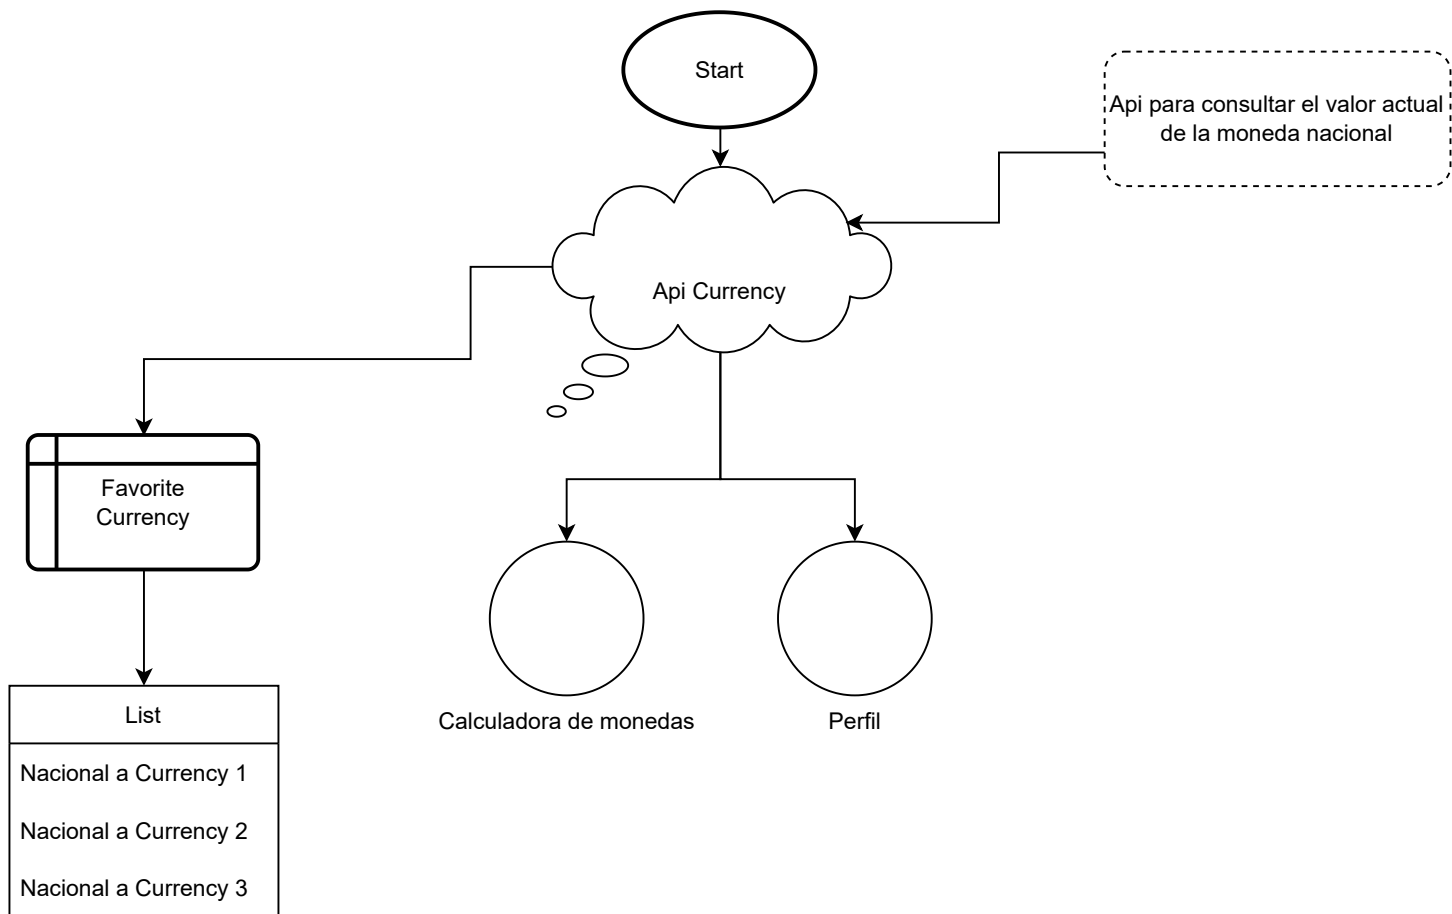 Start
Api para consultar el valor actual
de la moneda nacional
Api Currency
Favorite
Currency
List
Nacional a Currency 1
Nacional a Currency 2
Nacional a Currency 3
Calculadora de monedas
Perfil